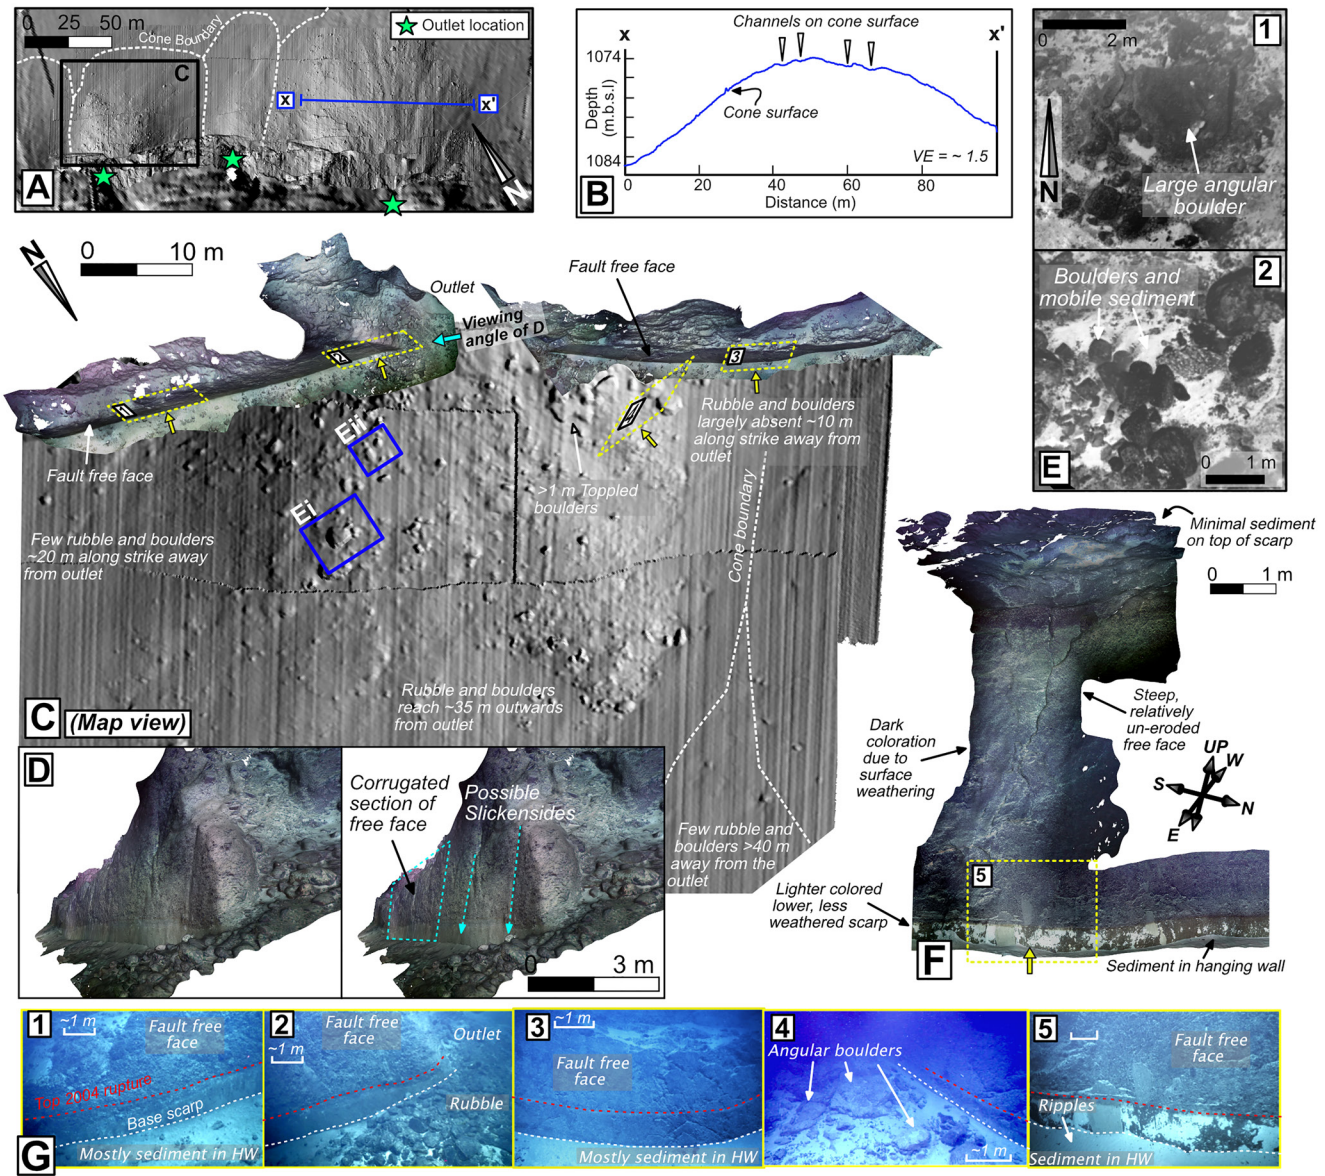 0 25 50 m
Cone Boundary
Outlet location
C
x
x'
N
A
x
x'
Channels on cone surface
1074
Depth
(m.b.s.l)
1084
Cone surface
VE = ~ 1.5
0 20 40 60 80
Distance (m)
B
0 2 m
1
N
Large angular
boulder
2
Boulders and
mobile sediment
E
0 1 m
N
0 10 m
Outlet
Viewing
angle of D
Fault free face
1
2
3
4
Rubble and boulders
largely absent ~10 m
along strike away from
outlet
Fault free face
Eii
Ei
>1 m Toppled
boulders
Cone boundary
Few rubble and boulders
~20 m along strike away
from outlet
Rubble and boulders
reach ~35 m outwards
from outlet
C
(Map view)
Few rubble and
boulders >40 m
away from the
outlet
D
Corrugated
section of
free face
Possible
Slickensides
0 3 m
Minimal sediment
on top of scarp
0 1 m
Steep,
relatively
un-eroded
free face
Dark
coloration
due to
surface
weathering
UP
W
S
N
E
Lighter colored
lower, less
weathered scarp
5
F
Sediment in hanging wall
1
~1 m
Fault free
face
Top 2004 rupture
Base scarp
Mostly sediment in HW
G
2
~1 m
Fault free
face
Outlet
Rubble
3
~1 m
Fault free
face
Mostly sediment in HW
4
Angular boulders
~1 m
5
Fault free
face
Ripples
Sediment in HW